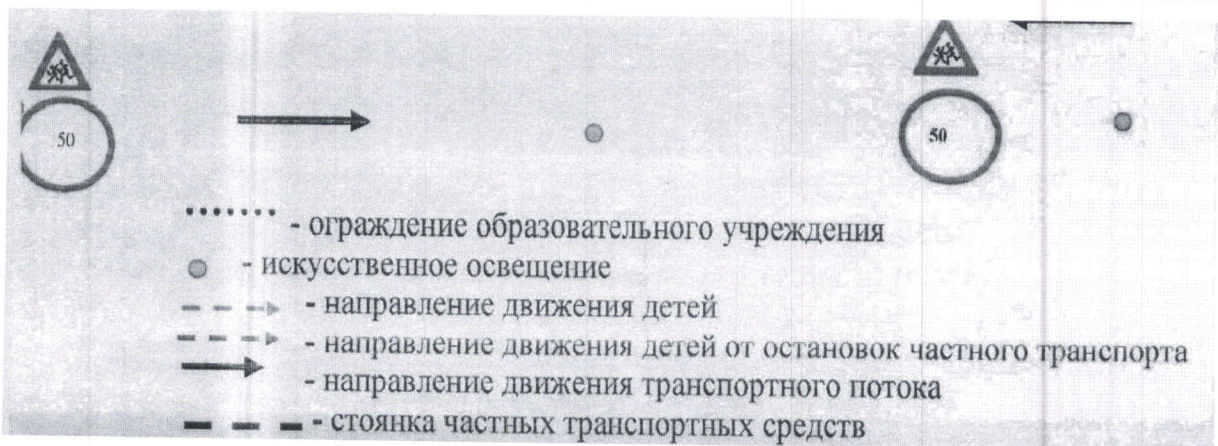 50
50
- ограждение образовательного учреждения
- искусственное освещение
- направление движения детей
- направление движения детей от остановок частного транспорта
- направление движения транспортного потока
- стоянка частных транспортных средств